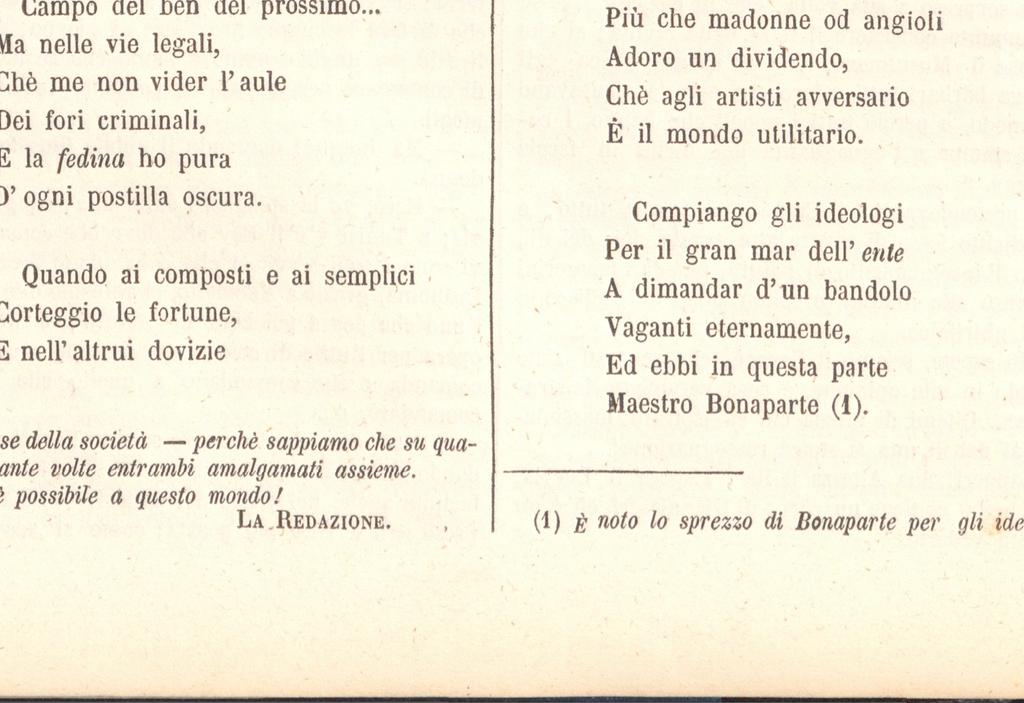 Campo del ben del prossimo...
Ma nelle vie legali,
Chè me non vider l'aule
Dei fori criminali,
E la fedina ho pura
D'ogni postilla oscura.
Quando ai composti e ai semplici
Corteggio le fortune,
E nell'altrui dovizie
se della società — perchè sappiamo che su qua-
ante volte entrambi amalgamati assieme.
è possibile a questo mondo!
LA REDAZIONE.
Più che madonne od angioli
Adoro un dividendo,
Chè agli artisti avversario
È il mondo utilitario.
Compiango gli ideologi
Per il gran mar dell'ente
A dimandar d'un bandolo
Vaganti eternamente,
Ed ebbi in questa parte
Maestro Bonaparte (1).
(1) È noto lo sprezzo di Bonaparte per gli ide